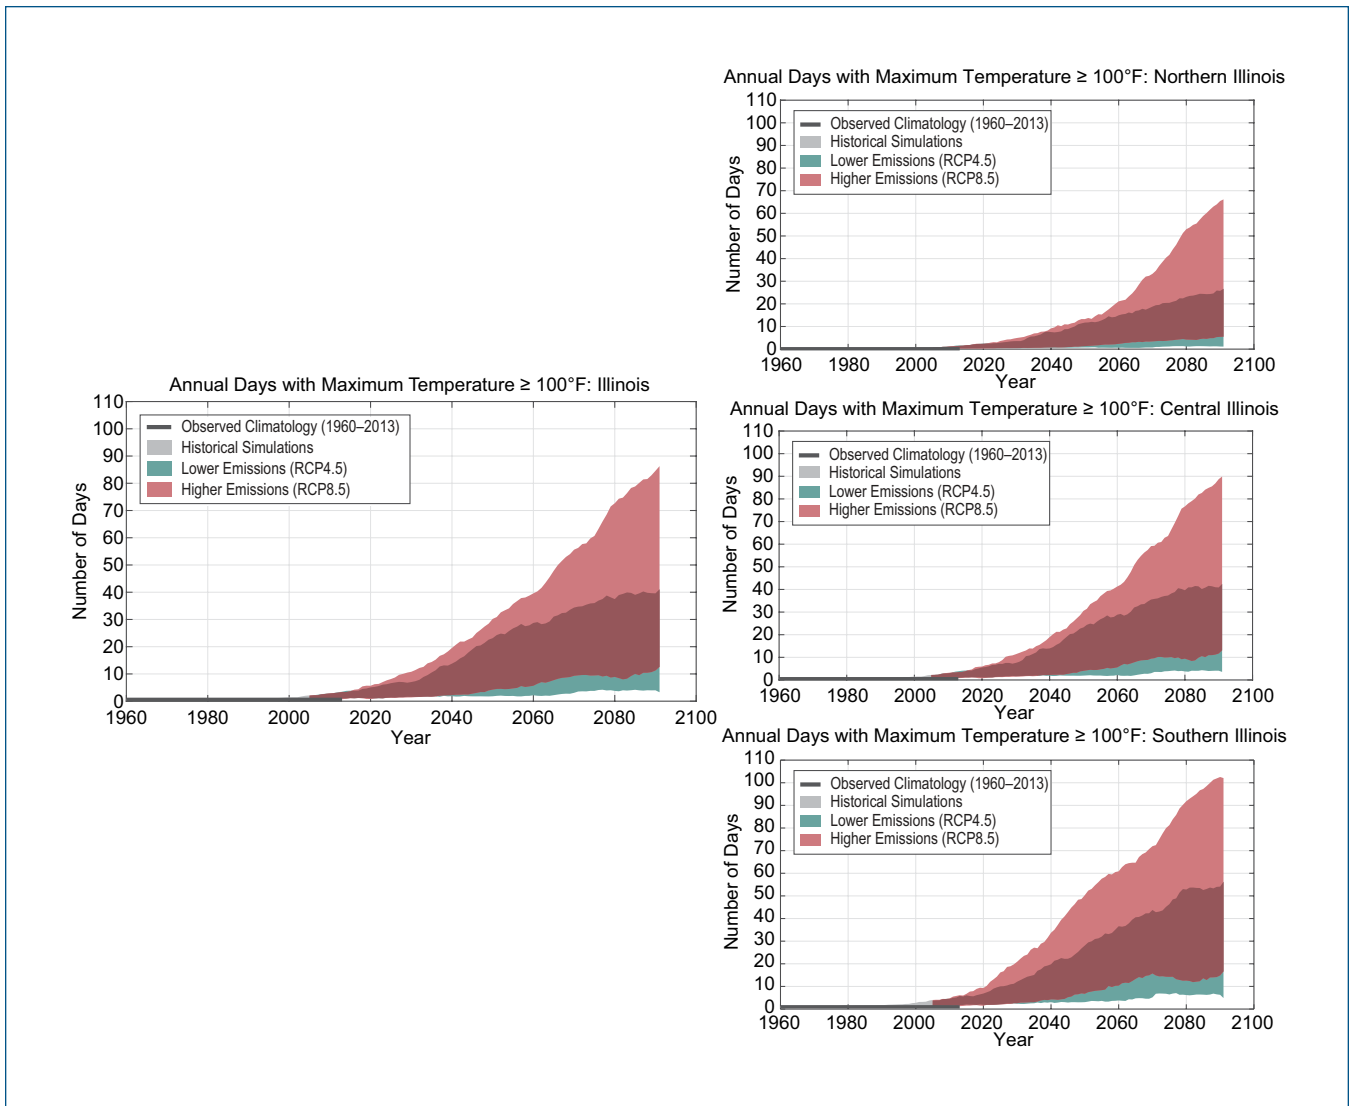 Annual Days with Maximum Temperature ≥ 100°F: Northern Illinois
110
100
90
80
70
60
50
40
30
20
10
0
Number of Days
Observed Climatology (1960–2013)
Historical Simulations
Lower Emissions (RCP4.5)
Higher Emissions (RCP8.5)
1960 1980 2000 2020 2040 2060 2080 2100
Year
Annual Days with Maximum Temperature ≥ 100°F: Illinois
110
100
90
80
70
60
50
40
30
20
10
0
Number of Days
Observed Climatology (1960–2013)
Historical Simulations
Lower Emissions (RCP4.5)
Higher Emissions (RCP8.5)
1960 1980 2000 2020 2040 2060 2080 2100
Year
Annual Days with Maximum Temperature ≥ 100°F: Central Illinois
110
100
90
80
70
60
50
40
30
20
10
0
Number of Days
Observed Climatology (1960–2013)
Historical Simulations
Lower Emissions (RCP4.5)
Higher Emissions (RCP8.5)
1960 1980 2000 2020 2040 2060 2080 2100
Year
Annual Days with Maximum Temperature ≥ 100°F: Southern Illinois
110
100
90
80
70
60
50
40
30
20
10
0
Number of Days
Observed Climatology (1960–2013)
Historical Simulations
Lower Emissions (RCP4.5)
Higher Emissions (RCP8.5)
1960 1980 2000 2020 2040 2060 2080 2100
Year